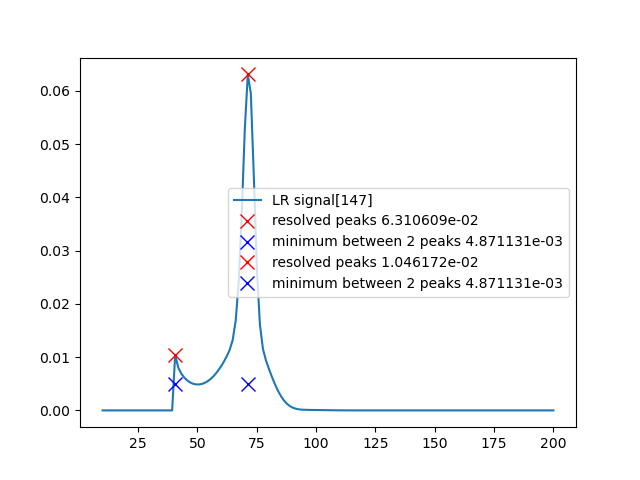 0.06
0.05
0.04
0.03
0.02
0.01
0.00
LR signal[147]
resolved peaks 6.310609e-02
minimum between 2 peaks 4.871131e-03
resolved peaks 1.046172e-02
minimum between 2 peaks 4.871131e-03
25 50 75 100 125 150 175 200